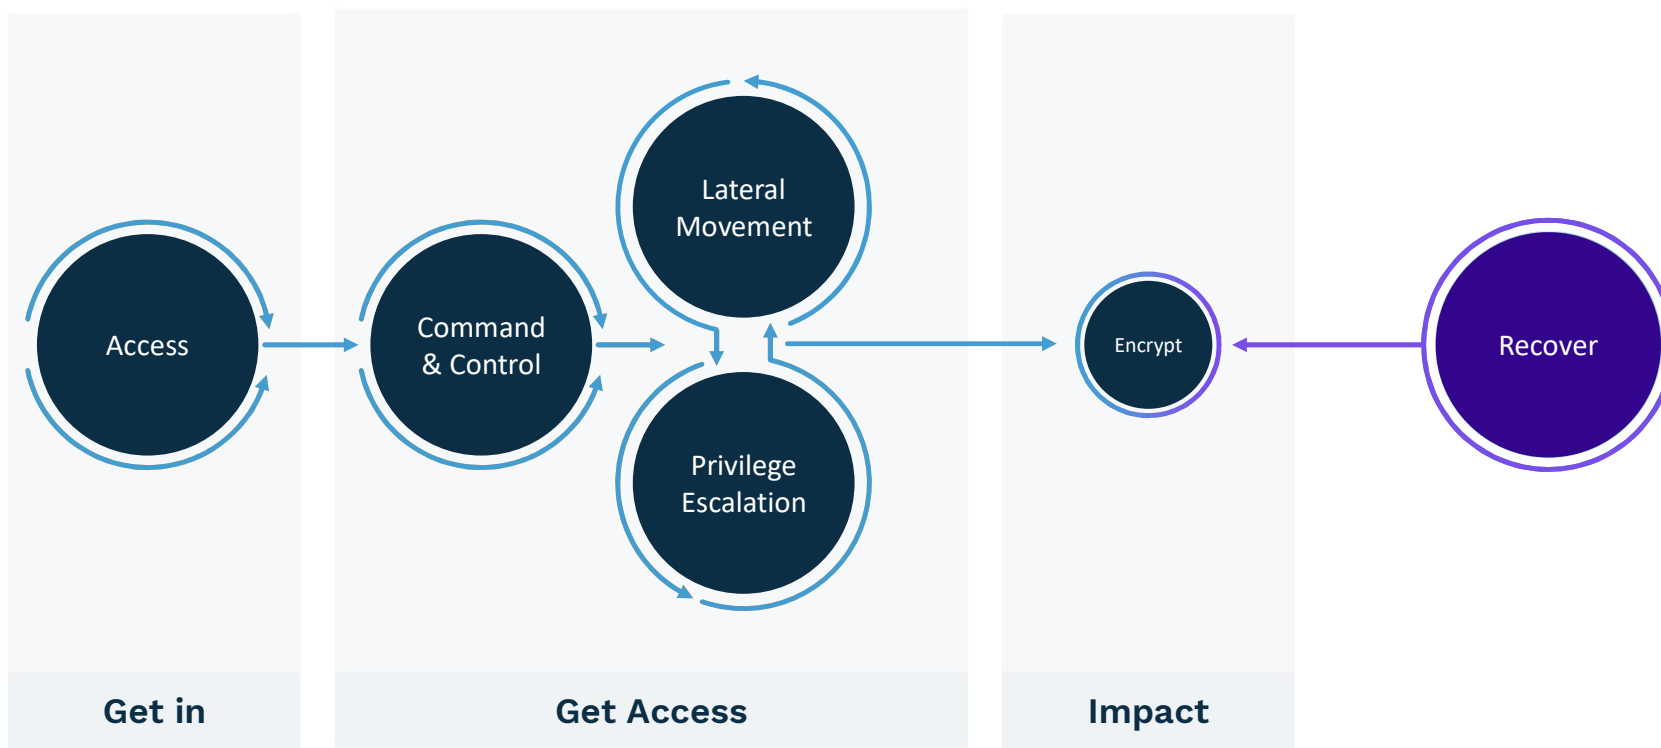 Lateral
Movement
Access
Command
& Control
Encrypt
Recover
Privilege
Escalation
Get in
Get Access
Impact